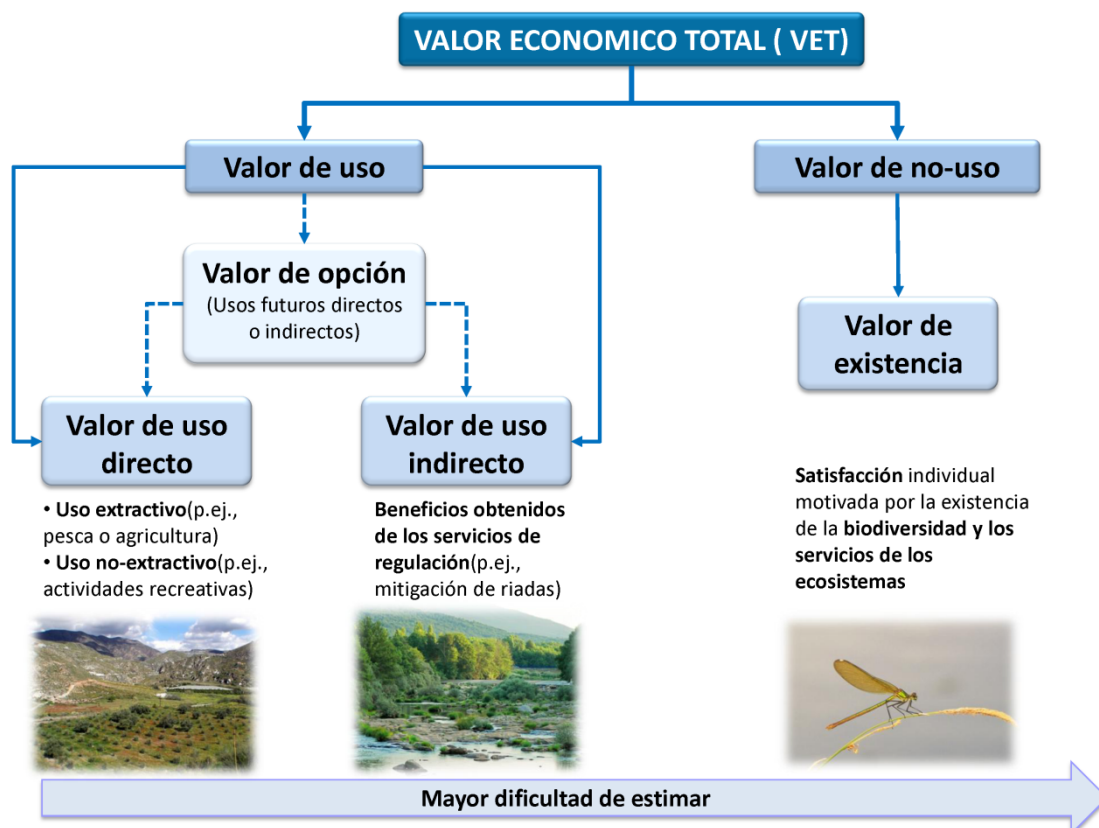 VALOR ECONOMICO TOTAL ( VET)
Valor de uso
Valor de no-uso
Valor de opción
(Usos futuros directos
o indirectos)
Valor de
existencia
Valor de uso
directo
Valor de uso
indirecto
• Uso extractivo(p.ej.,
pesca o agricultura)
• Uso no-extractivo(p.ej.,
actividades recreativas)
Beneficios obtenidos
de los servicios de
regulación(p.ej.,
mitigación de riadas)
Satisfacción individual
motivada por la existencia
de la biodiversidad y los
servicios de los
ecosistemas
Mayor dificultad de estimar